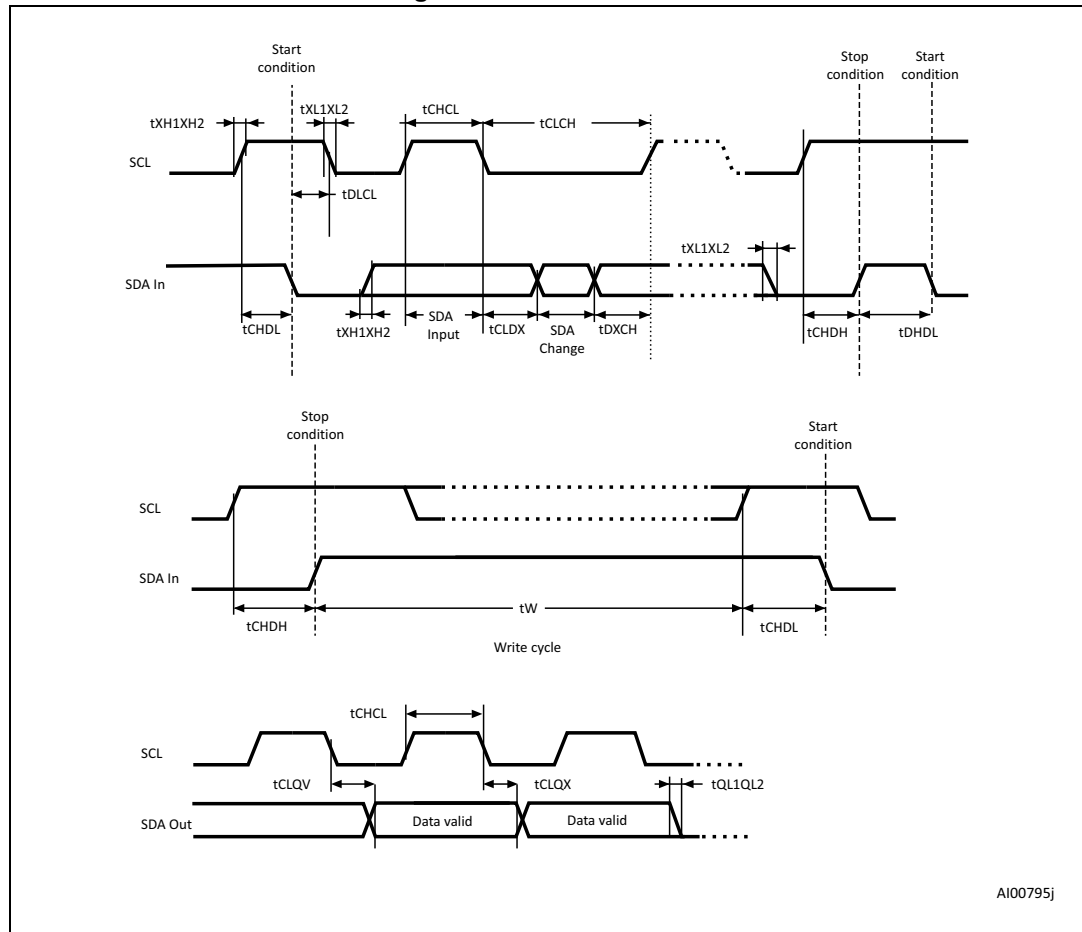 Start
condition
Stop
condition
Start
condition
tXH1XH2
tXL1XL2
tCHCL
tCLCH
SCL
tDLCL
tXL1XL2
SDA In
tCHDL
tXH1XH2
SDA
Input
tCLDX
SDA
Change
tDXCH
tCHDH
tDHDL
Stop
condition
Start
condition
SCL
SDA In
tCHDH
tW
tCHDL
Write cycle
tCHCL
SCL
tCLQV
tCLQX
tQL1QL2
SDA Out
Data valid
Data valid
AI00795j